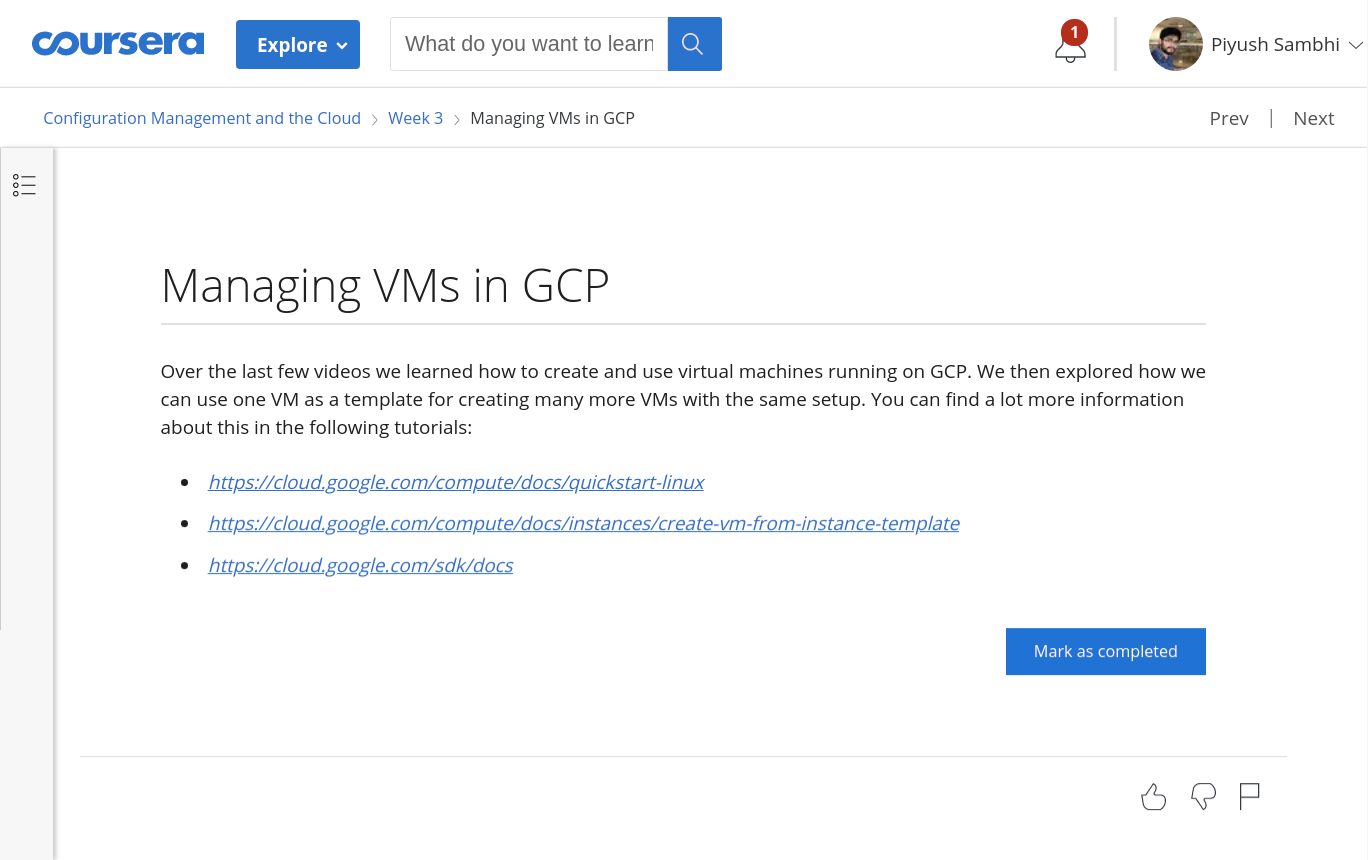 coursera
Explore
What do you want to learn
1
Piyush Sambhi
Configuration Management and the Cloud
Week 3
Managing VMs in GCP
Prev
Next
Managing VMs in GCP
Over the last few videos we learned how to create and use virtual machines running on GCP. We then explored how we
can use one VM as a template for creating many more VMs with the same setup. You can find a lot more information
about this in the following tutorials:
https://cloud.google.com/compute/docs/quickstart-linux
https://cloud.google.com/compute/docs/instances/create-vm-from-instance-template
https://cloud.google.com/sdk/docs
Mark as completed